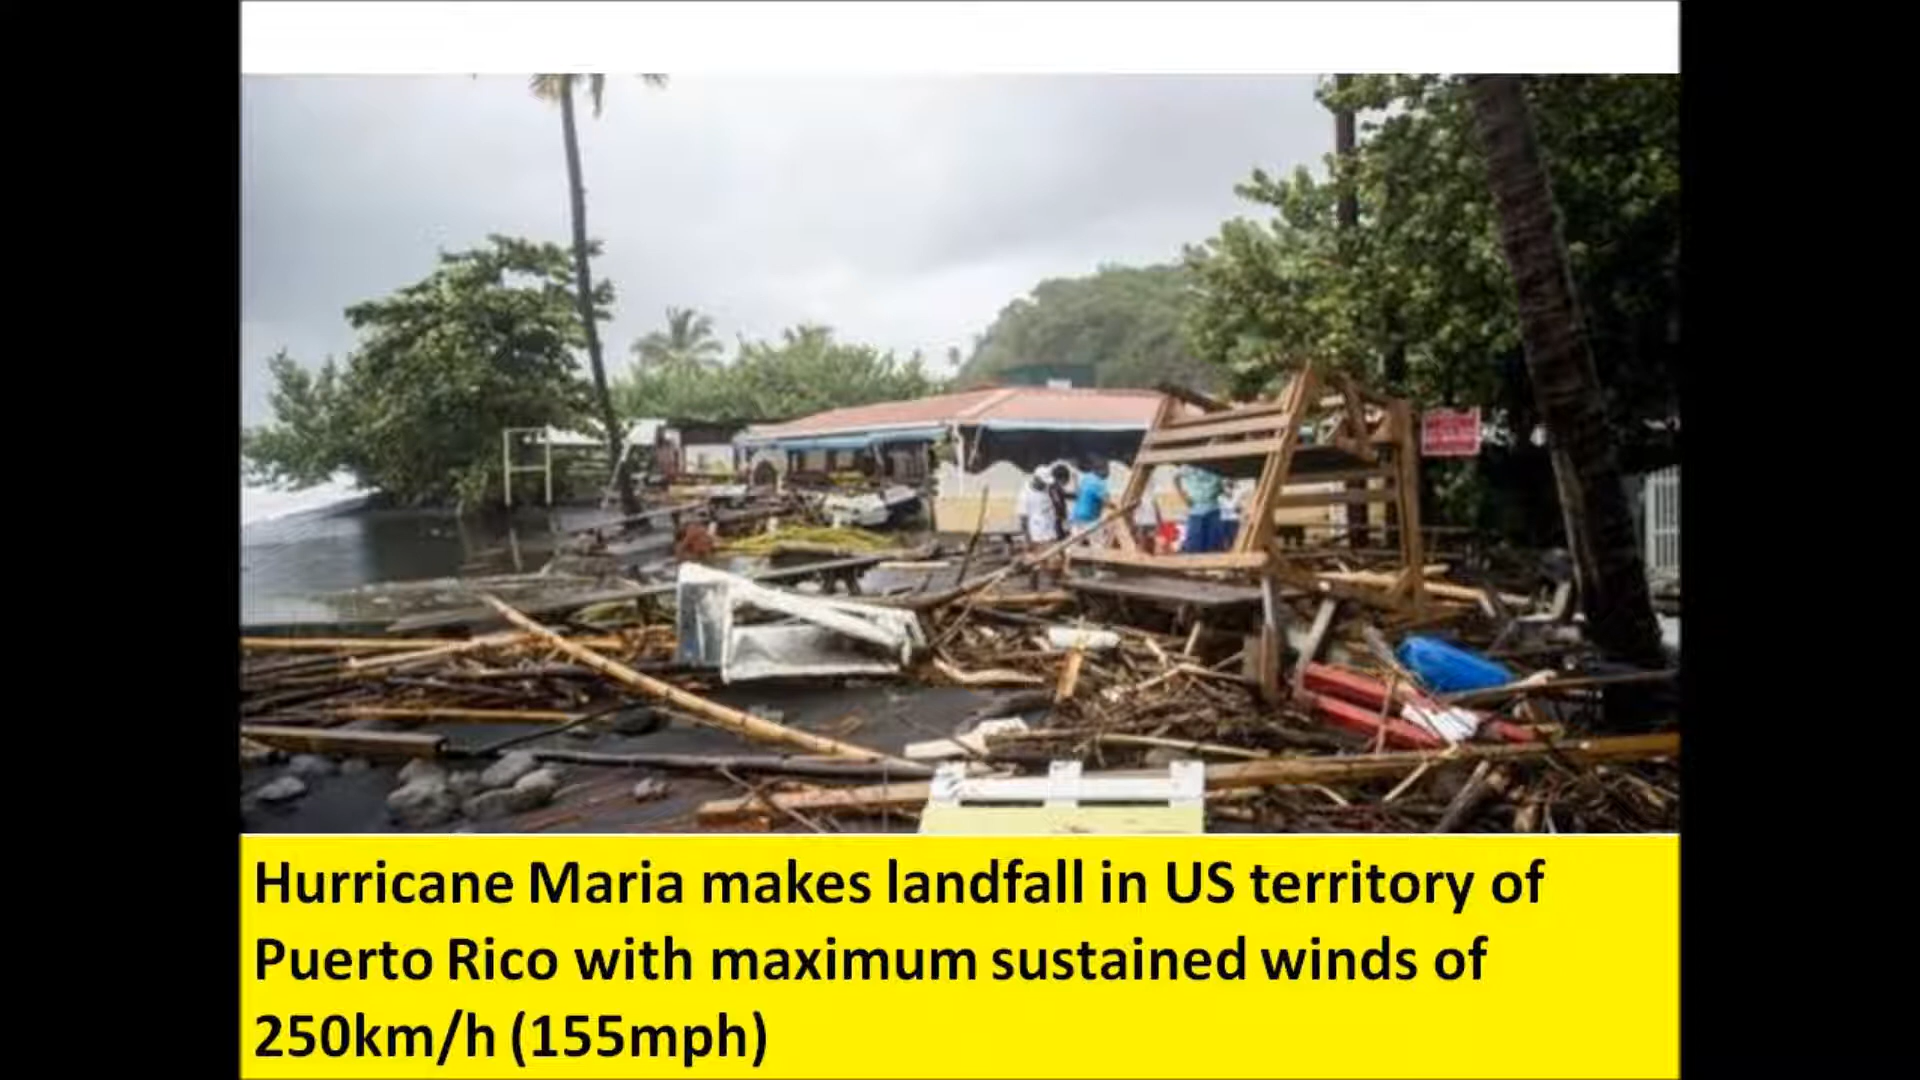 Hurricane Maria makes landfall in US territory of
Puerto Rico with maximum sustained winds of
250km/h (155mph)